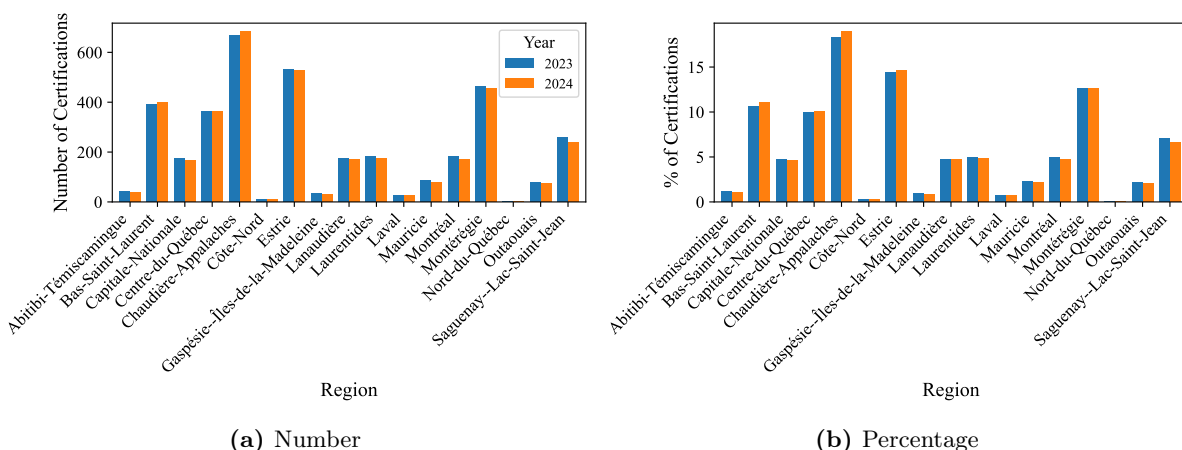 Number of Certifications
600
400
200
0
Year
2023
2024
Abitibi-Témiscamingue
Bas-Saint-Laurent
Capitale-Nationale
Centre-du-Québec
Chaudière-Appalaches
Côte-Nord
Estrie
Gaspésie--Îles-de-la-Madeleine
Lanaudière
Laurentides
Laval
Mauricie
Montréal
Montérégie
Nord-du-Québec
Outaouais
Saguenay--Lac-Saint-Jean
Region
(a) Number
% of Certifications
15
10
5
0
Abitibi-Témiscamingue
Bas-Saint-Laurent
Capitale-Nationale
Centre-du-Québec
Chaudière-Appalaches
Côte-Nord
Estrie
Gaspésie--Îles-de-la-Madeleine
Lanaudière
Laurentides
Laval
Mauricie
Montréal
Montérégie
Nord-du-Québec
Outaouais
Saguenay--Lac-Saint-Jean
Region
(b) Percentage